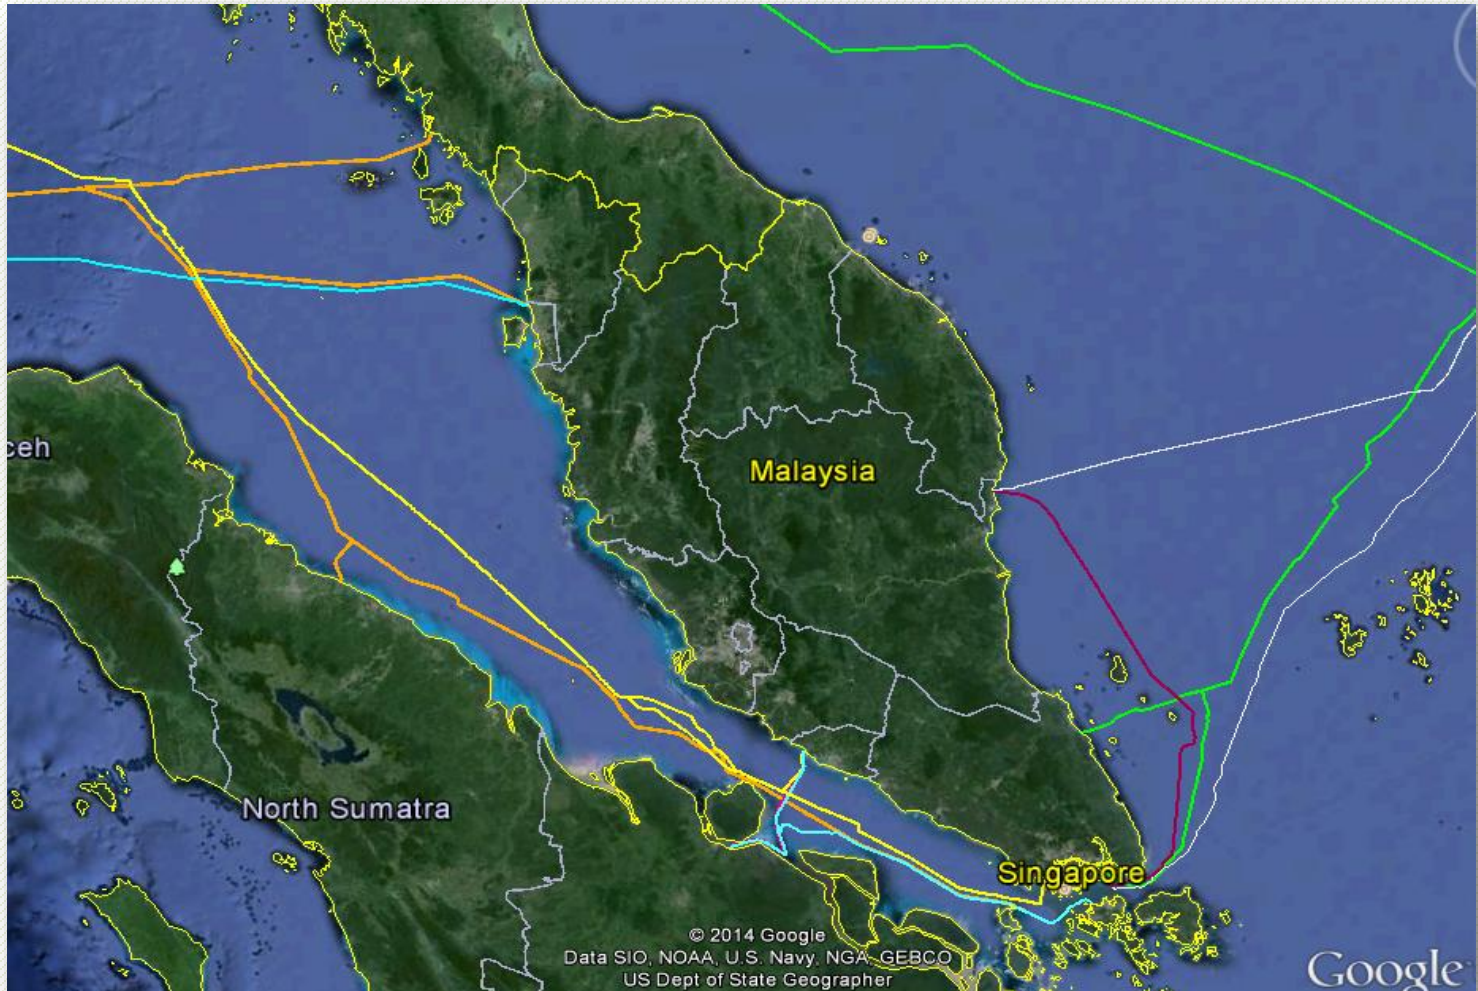 ceh
Malaysia
North Sumatra
Singapore
© 2014 Google
Data SIO, NOAA, U.S. Navy, NGA, GEBCO
US Dept of State Geographer
Google